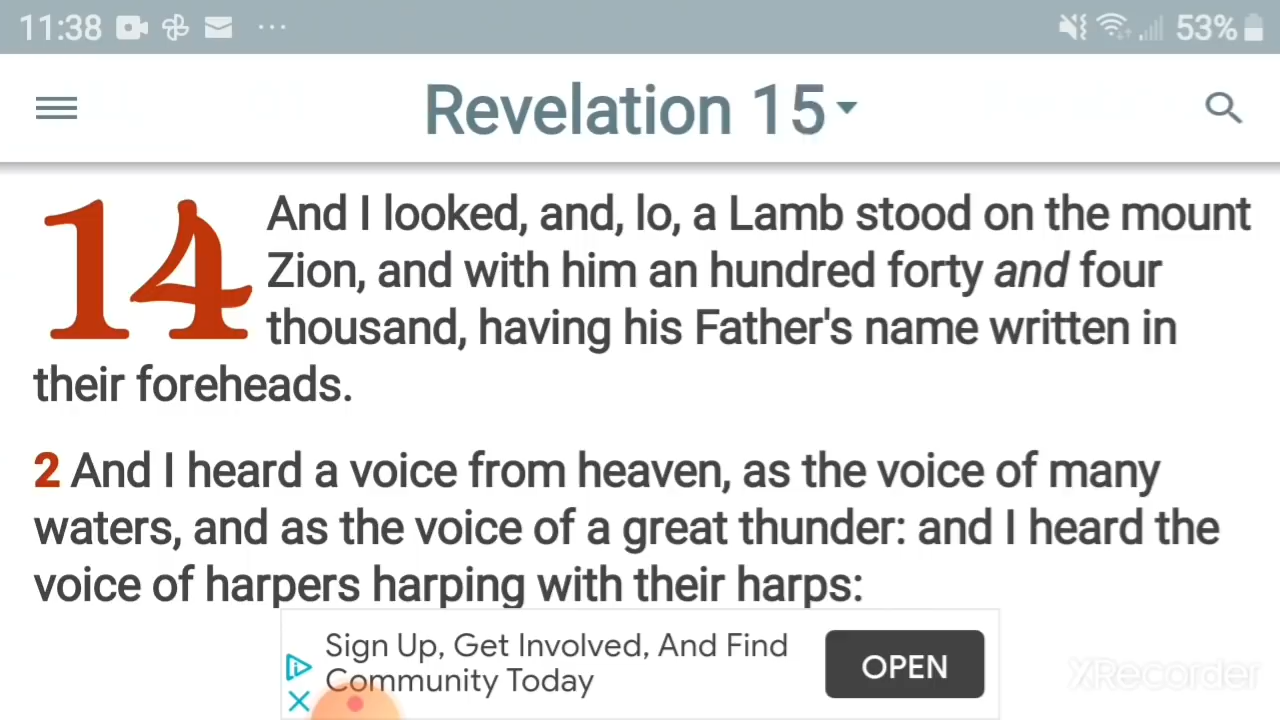 11:38 ... 53%
Revelation 15
14 And I looked, and, lo, a Lamb stood on the mount
Zion, and with him an hundred forty and four
thousand, having his Father's name written in
their foreheads.
2 And I heard a voice from heaven, as the voice of many
waters, and as the voice of a great thunder: and I heard the
voice of harpers harping with their harps:
Sign Up, Get Involved, And Find
Community Today
OPEN
XRecorder